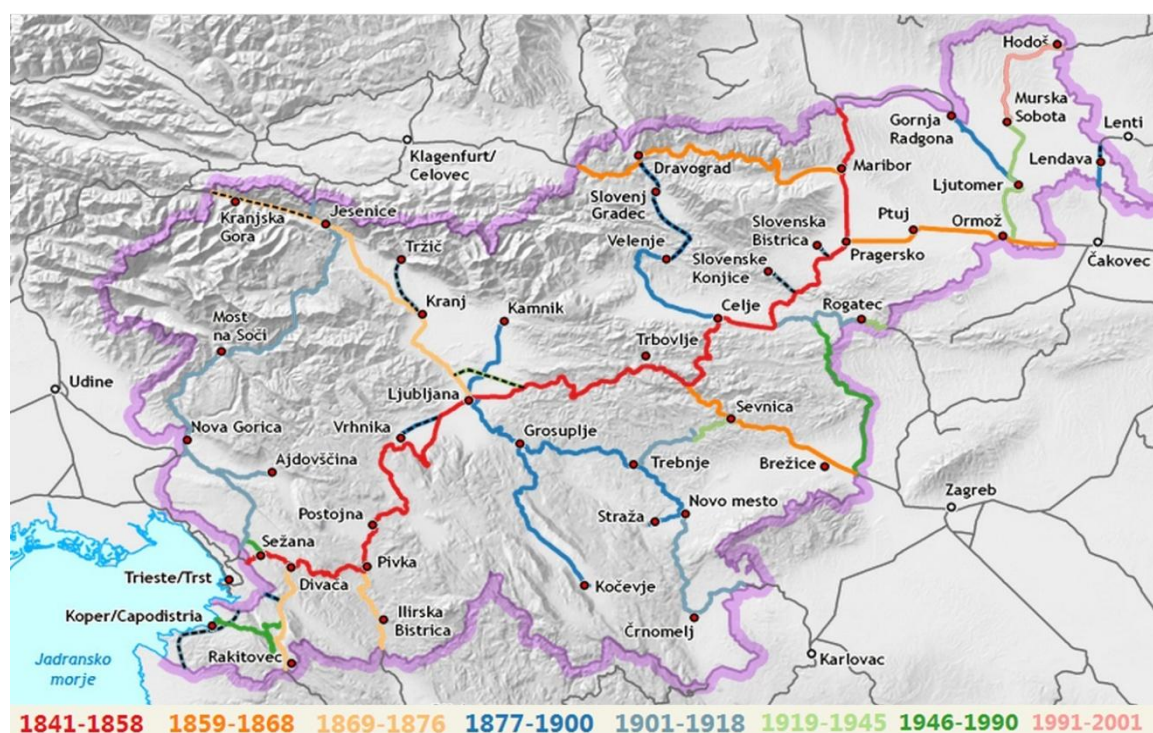 Hodoš
Murska
Sobota
Gornja
Radgona
Lenti
Lendava
Klagenfurt/
Celovec
Dravograd
Maribor
Ljutomer
Slovenj
Gradec
Kranjska
Gora
Jesenice
Ptuj
Ormož
Slovenska
Bistrica
Velenje
Tržič
Pragersko
Čakovec
Slovenske
Konjice
Kranj
Kamnik
Celje
Rogatec
Most
na Soči
Trbovlje
Udine
Ljubljana
Sevnica
Nova Gorica
Vrhnika
Grosuplje
Ajdovščina
Trebnje
Brežice
Zagreb
Novo mesto
Postojna
Straža
Sežana
Pivka
Trieste/Trst
Divača
Kočevje
Koper/Capodistria
Ilirska
Bistrica
Črnomelj
Rakitovec
Karlovac
Jadransko
morje
1841-1858 1859-1868 1869-1876 1877-1900 1901-1918 1919-1945 1946-1990 1991-2001